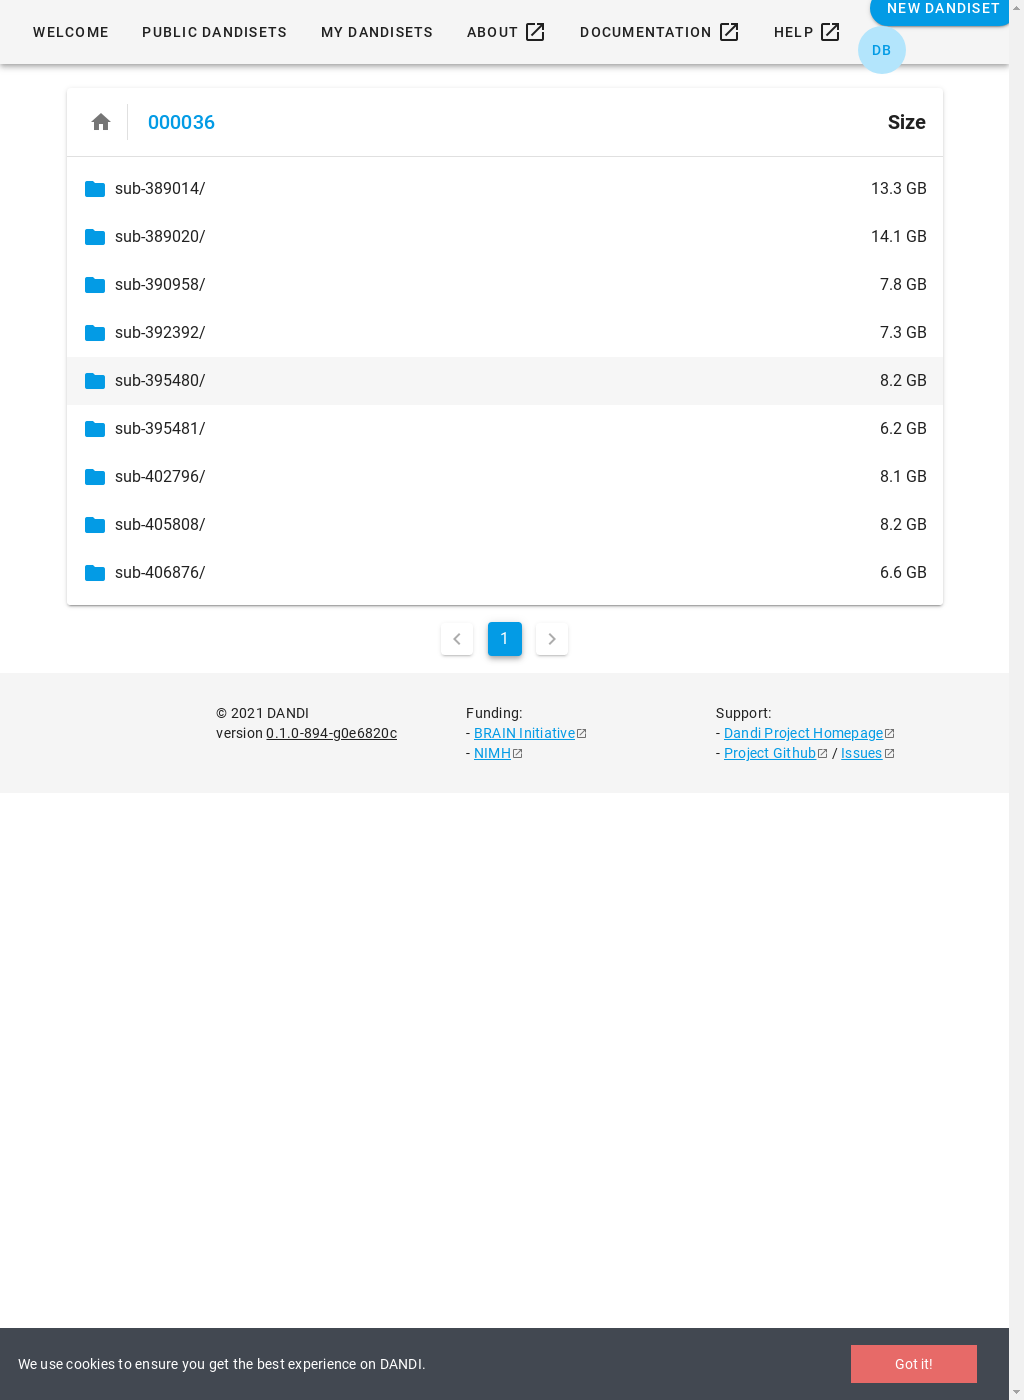 NEW DANDISET
WELCOME PUBLIC DANDISETS MY DANDISETS ABOUT DOCUMENTATION HELP
DB
000036 Size
sub-389014/ 13.3 GB
sub-389020/ 14.1 GB
sub-390958/ 7.8 GB
sub-392392/ 7.3 GB
sub-395480/ 8.2 GB
sub-395481/ 6.2 GB
sub-402796/ 8.1 GB
sub-405808/ 8.2 GB
sub-406876/ 6.6 GB
1
© 2021 DANDI
version 0.1.0-894-g0e6820c
Funding:
- BRAIN Initiative
- NIMH
Support:
- Dandi Project Homepage
- Project Github / Issues
We use cookies to ensure you get the best experience on DANDI.
Got it!